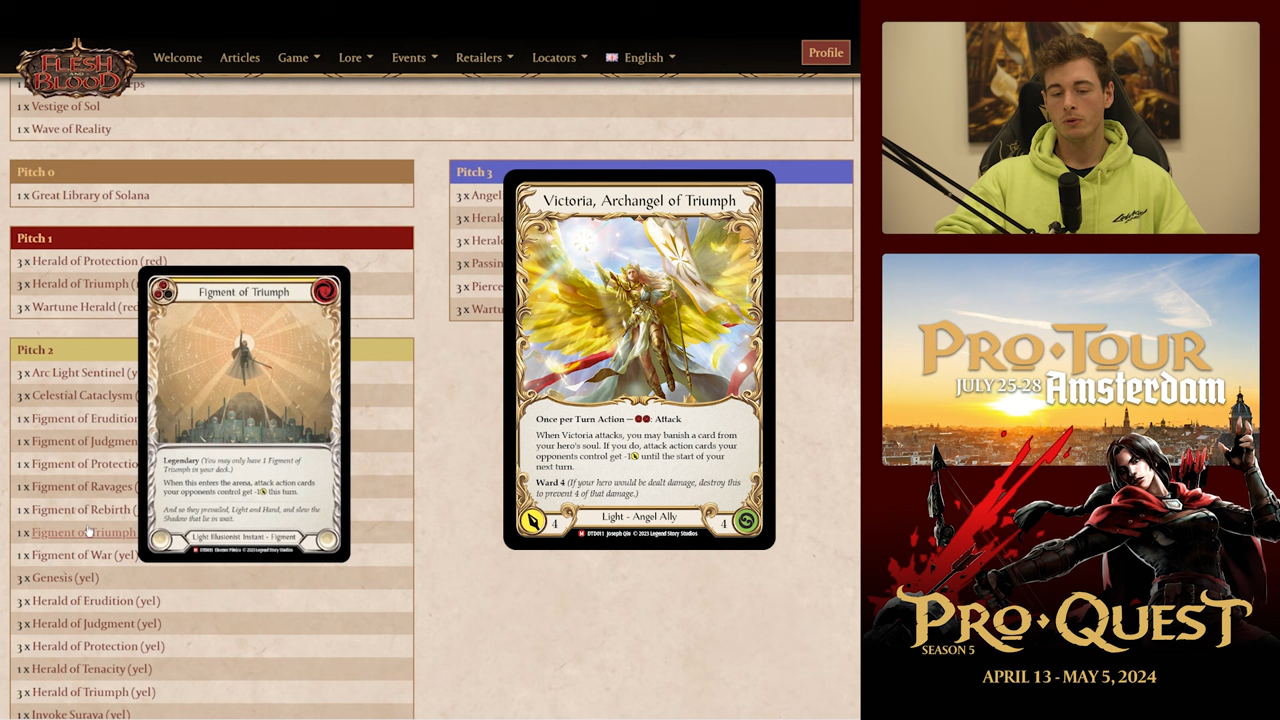 FLESH
AND
BLOOD
Welcome
Articles
Game
Lore
Events
Retailers
Locators
English
Profile
1 x Vestige of Sol
1 x Wave of Reality
Pitch 0
1 x Great Library of Solana
Pitch 1
3 x Herald of Protection (red)
3 x Herald of Triumph (
3 x Wartune Herald (red
Pitch 2
3 x Arc Light Sentinel (y
3 x Celestial Cataclysm (
1 x Figment of Erudition
1 x Figment of Judgmen
1 x Figment of Protectio
1 x Figment of Ravages (
1 x Figment of Rebirth (
1 x Figment of Triumph
1 x Figment of War (yel)
3 x Genesis (yel)
3 x Herald of Erudition (yel)
3 x Herald of Judgment (yel)
3 x Herald of Protection (yel)
1 x Herald of Tenacity (yel)
3 x Herald of Triumph (yel)
1 x Invoke Suraya (yel)
Figment of Triumph
Legendary (You may only have 1 Figment of
Triumph in your deck.)
When this enters the arena, attack action cards
your opponents control get -1 this turn.
And so they prevailed, Light and Hand, and slew the
Shadow that lie in wait.
Light Illusionist Instant - Figment
Pitch 3
3 x Angel
3 x Heral
3 x Heral
3 x Passin
3 x Pierce
3 x Wartu
Victoria, Archangel of Triumph
Once per Turn Action — : Attack
When Victoria attacks, you may banish a card from
your hero's soul. If you do, attack action cards your
opponents control get -1 until the start of your
next turn.
Ward 4 (If your hero would be dealt damage, destroy this
to prevent 4 of that damage.)
4
Light - Angel Ally
4
M DTD011 Joseph Qiu © 2023 Legend Story Studios
PRO TOUR
JULY 25-28 Amsterdam
PRO QUEST
SEASON 5
APRIL 13 - MAY 5, 2024